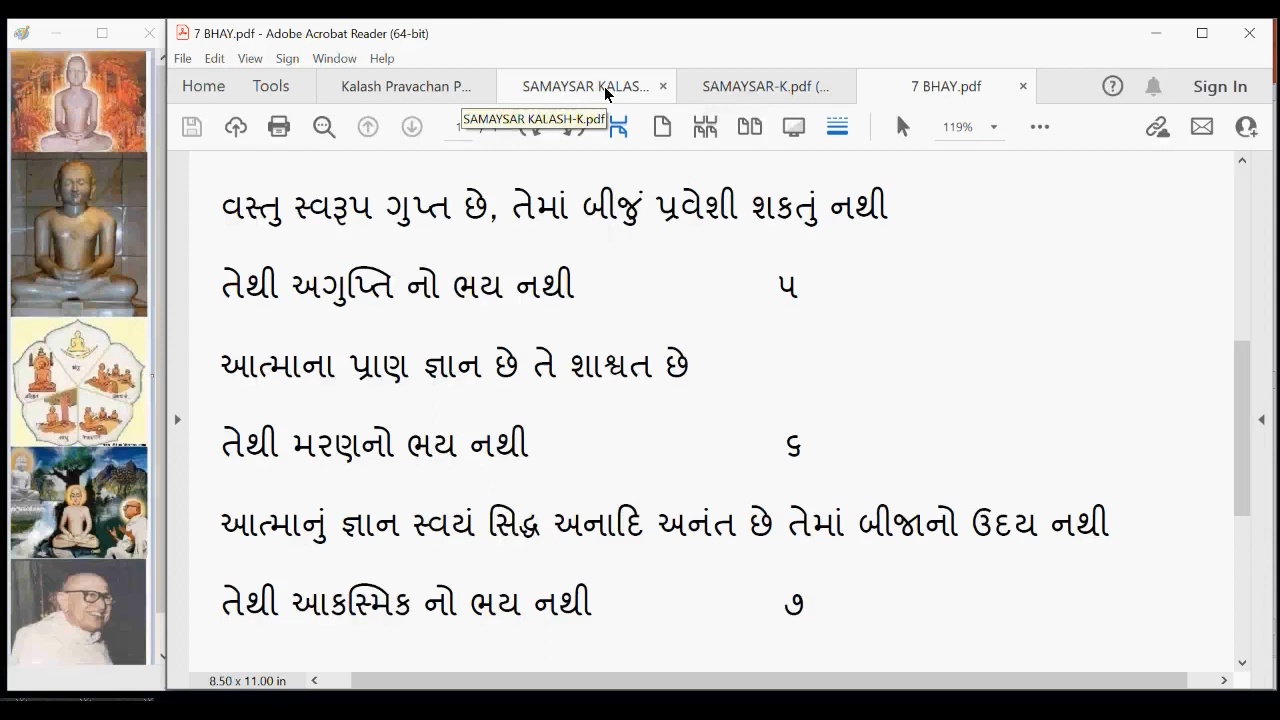 7 BHAY.pdf - Adobe Acrobat Reader (64-bit)
File Edit View Sign Window Help
Home Tools Kalash Pravachan P... SAMAYSAR KALAS... SAMAYSAR-K.pdf (... 7 BHAY.pdf Sign In
SAMAYSAR KALASH-K.pdf
119%
વસ્તુ સ્વરૂપ ગુપ્ત છે, તેમાં બીજું પ્રવેશી શકતું નથી
તેથી અગુપ્તિ નો ભય નથી ૫
આત્માના પ્રાણ જ્ઞાન છે તે શાશ્વત છે
તેથી મરણનો ભય નથી ૬
આત્માનું જ્ઞાન સ્વયં સિદ્ધ અનાદિ અનંત છે તેમાં બીજાનો ઉદય નથી
તેથી આકસ્મિક નો ભય નથી ૭
8.50 x 11.00 in